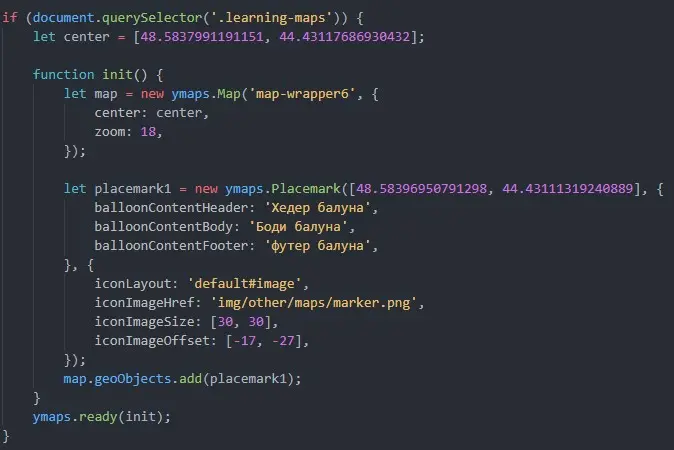 if (document.querySelector('.learning-maps')) {
    let center = [48.5837991191151, 44.43117686930432];

    function init() {
        let map = new ymaps.Map('map-wrapper6', {
            center: center,
            zoom: 18,
        });

        let placemark1 = new ymaps.Placemark([48.58396950791298, 44.43111319240889], {
            balloonContentHeader: 'Хедер балуна',
            balloonContentBody: 'Боди балуна',
            balloonContentFooter: 'футер балуна',
        }, {
            iconLayout: 'default#image',
            iconImageHref: 'img/other/maps/marker.png',
            iconImageSize: [30, 30],
            iconImageOffset: [-17, -27],
        });
        map.geoObjects.add(placemark1);
    }
    ymaps.ready(init);
}